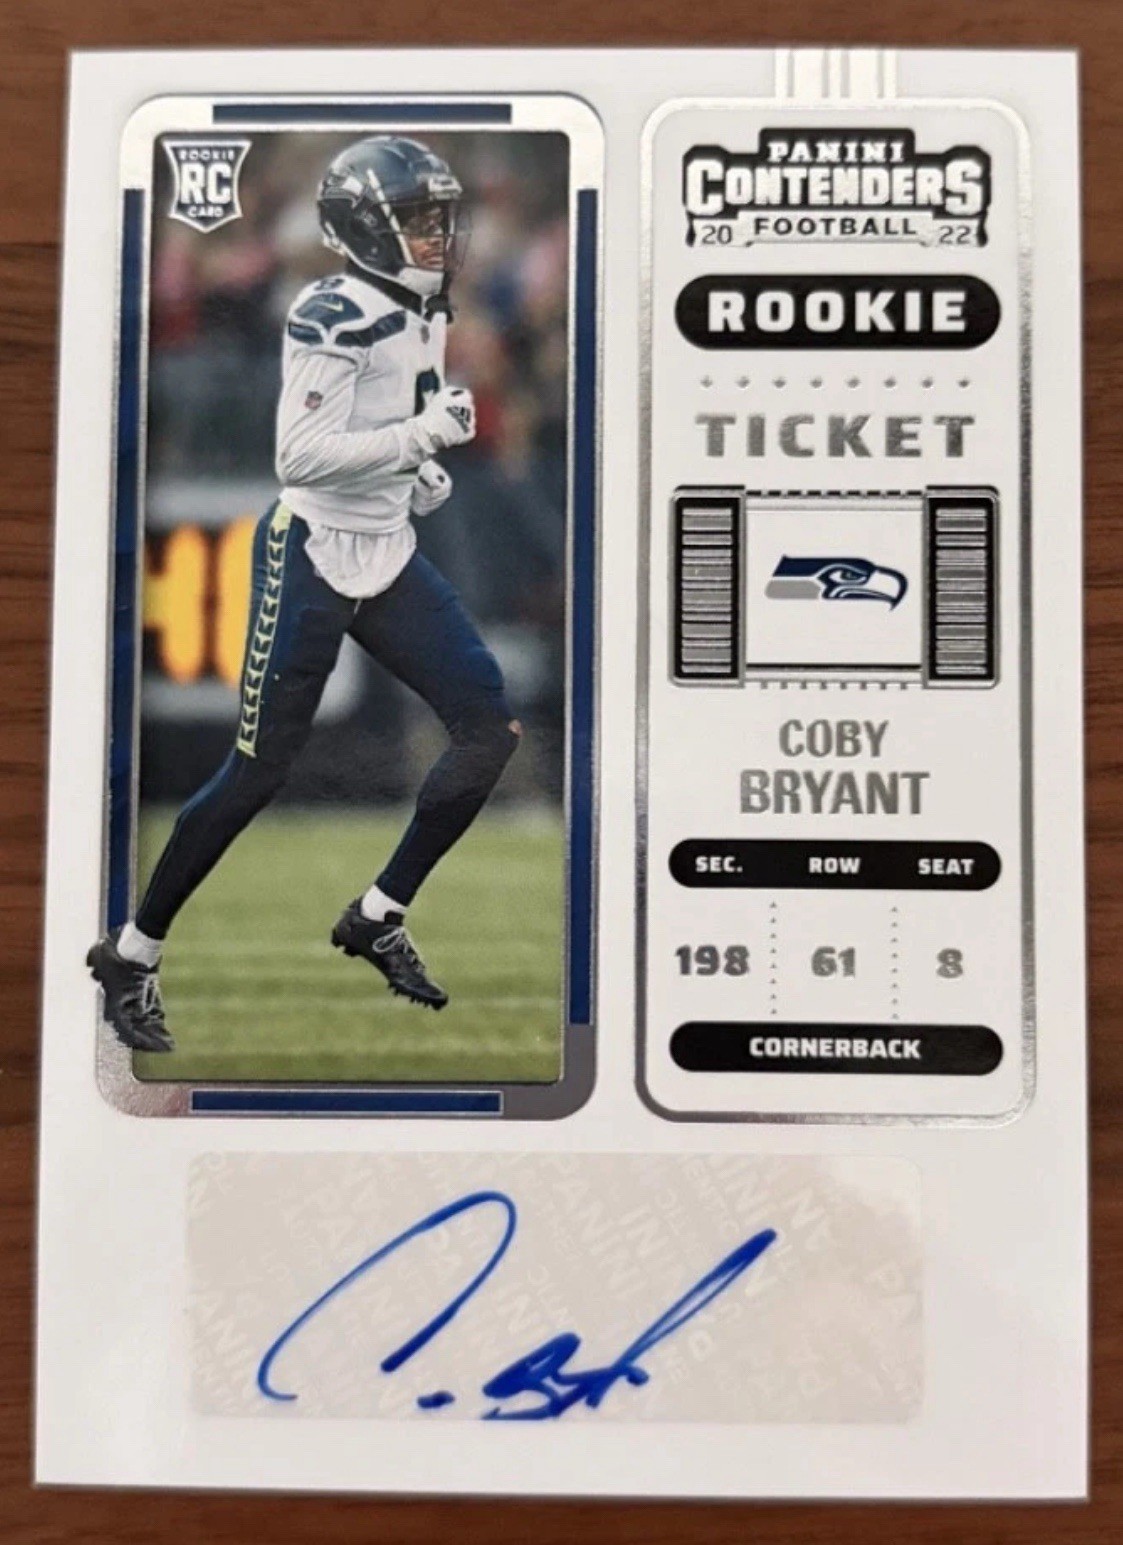 ROOKIE
RC
CARD
PANINI
CONTENDERS
20 FOOTBALL 22
ROOKIE
TICKET
COBY
BRYANT
SEC. ROW SEAT
198 61 8
CORNERBACK